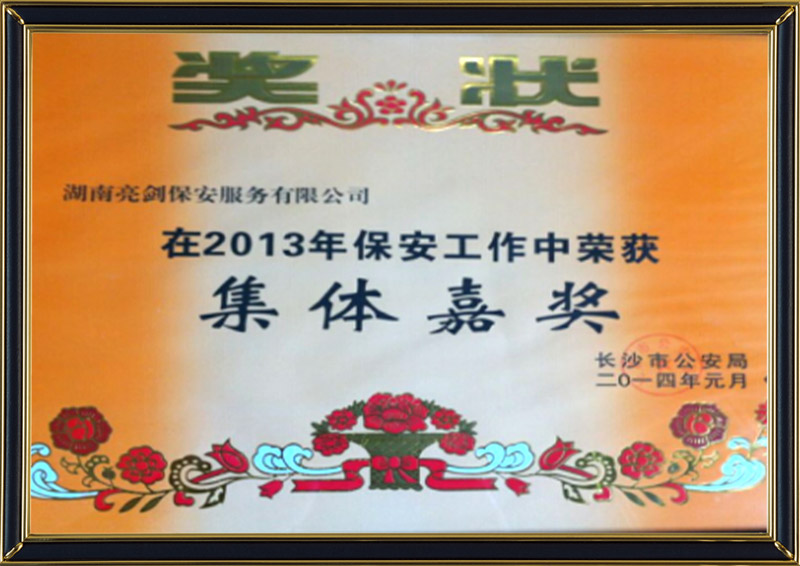 奖状
湖南亮剑保安服务有限公司
在2013年保安工作中荣获
集体嘉奖
长沙市公安局
二○一四年元月